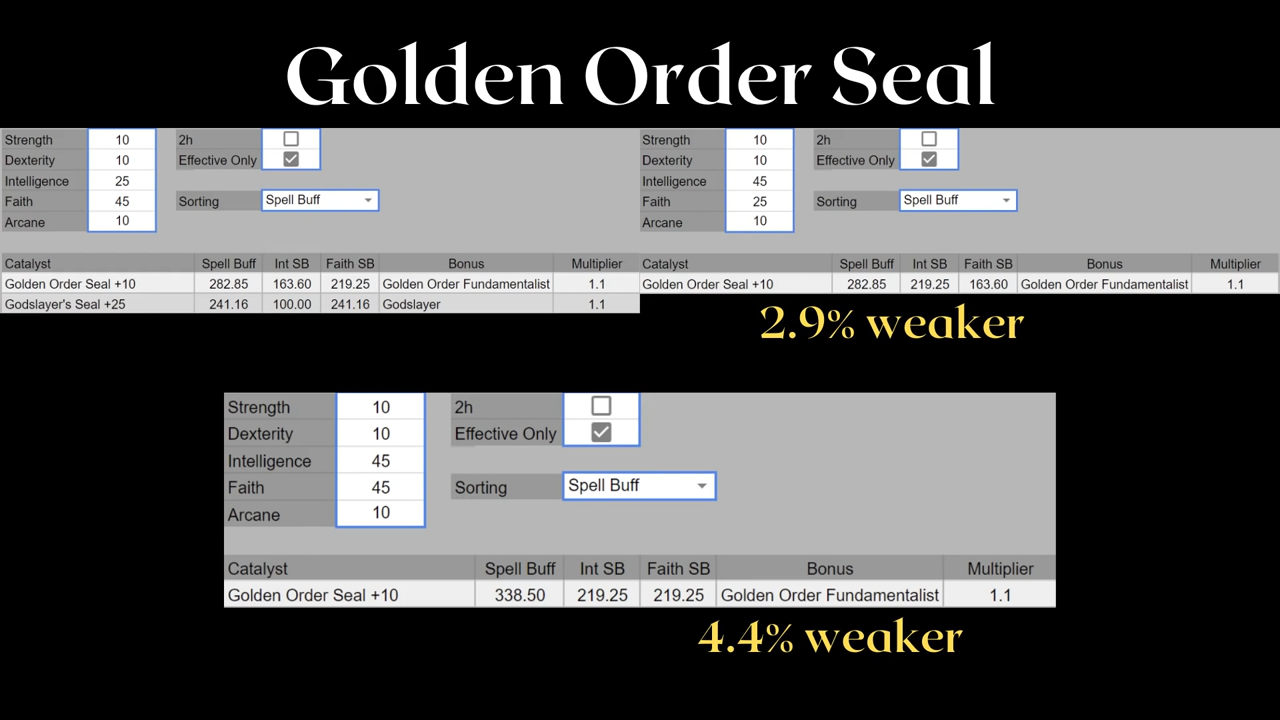 Golden Order Seal
Strength 10 2h
Dexterity 10 Effective Only
Intelligence 25
Faith 45 Sorting Spell Buff
Arcane 10
Catalyst Spell Buff Int SB Faith SB Bonus Multiplier
Golden Order Seal +10 282.85 163.60 219.25 Golden Order Fundamentalist 1.1
Godslayer's Seal +25 241.16 100.00 241.16 Godslayer 1.1
Strength 10 2h
Dexterity 10 Effective Only
Intelligence 45
Faith 25 Sorting Spell Buff
Arcane 10
Catalyst Spell Buff Int SB Faith SB Bonus Multiplier
Golden Order Seal +10 282.85 219.25 163.60 Golden Order Fundamentalist 1.1
2.9% weaker
Strength 10 2h
Dexterity 10 Effective Only
Intelligence 45
Faith 45 Sorting Spell Buff
Arcane 10
Catalyst Spell Buff Int SB Faith SB Bonus Multiplier
Golden Order Seal +10 338.50 219.25 219.25 Golden Order Fundamentalist 1.1
4.4% weaker